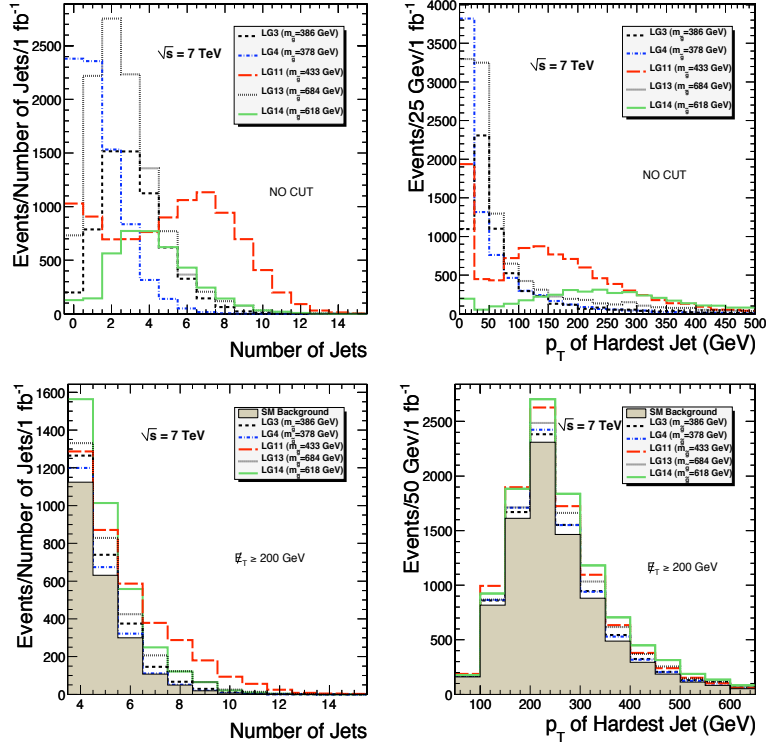 Events/Number of Jets/1 fb⁻¹
2500
2000
1500
1000
500
0
√s = 7 TeV
LG3 (m_g̃=386 GeV)
LG4 (m_g̃=378 GeV)
LG11 (m_g̃=433 GeV)
LG13 (m_g̃=684 GeV)
LG14 (m_g̃=618 GeV)
NO CUT
0 2 4 6 8 10 12 14
Number of Jets
Events/25 Gev/1 fb⁻¹
4000
3500
3000
2500
2000
1500
1000
500
0
√s = 7 TeV
LG3 (m_g̃=386 GeV)
LG4 (m_g̃=378 GeV)
LG11 (m_g̃=433 GeV)
LG13 (m_g̃=684 GeV)
LG14 (m_g̃=618 GeV)
NO CUT
0 50 100 150 200 250 300 350 400 450 500
p_T of Hardest Jet (GeV)
Events/Number of Jets/1 fb⁻¹
1600
1400
1200
1000
800
600
400
200
0
√s = 7 TeV
SM Background
LG3 (m_g̃=386 GeV)
LG4 (m_g̃=378 GeV)
LG11 (m_g̃=433 GeV)
LG13 (m_g̃=684 GeV)
LG14 (m_g̃=618 GeV)
E̸_T ≥ 200 GeV
4 6 8 10 12 14
Number of Jets
Events/50 GeV/1 fb⁻¹
2500
2000
1500
1000
500
0
√s = 7 TeV
SM Background
LG3 (m_g̃=386 GeV)
LG4 (m_g̃=378 GeV)
LG11 (m_g̃=433 GeV)
LG13 (m_g̃=684 GeV)
LG14 (m_g̃=618 GeV)
E̸_T ≥ 200 GeV
100 200 300 400 500 600
p_T of Hardest Jet (GeV)